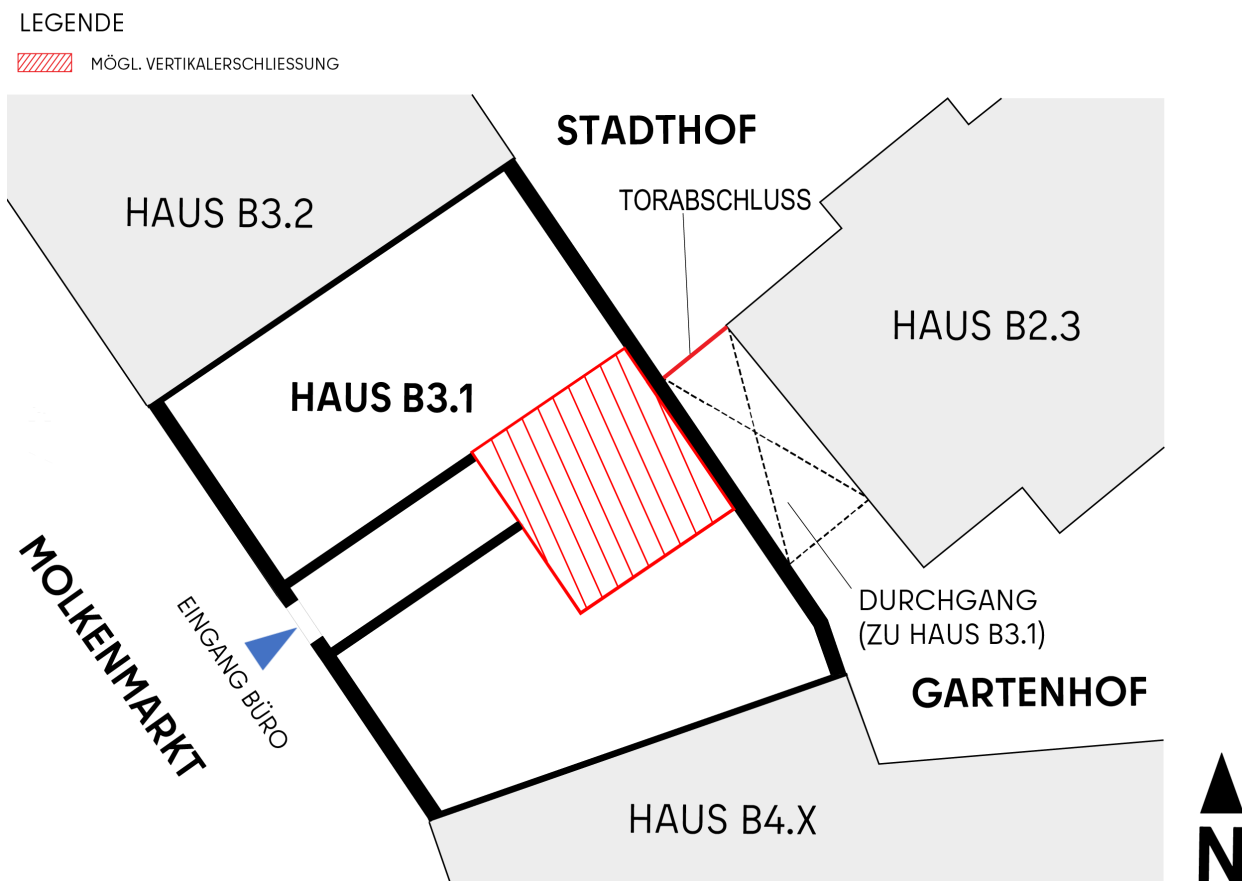 LEGENDE
MÖGL. VERTIKALERSCHLIESSUNG
STADTHOF
TORABSCHLUSS
HAUS B3.2
HAUS B2.3
HAUS B3.1
MOLKENMARKT
EINGANG BÜRO
DURCHGANG
(ZU HAUS B3.1)
GARTENHOF
HAUS B4.X
N